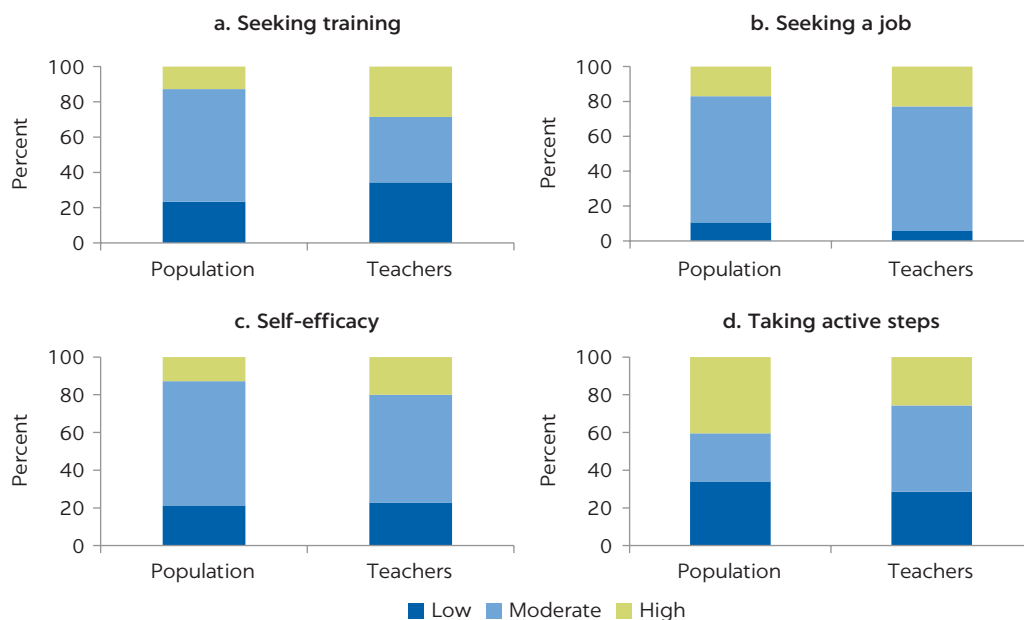 a. Seeking training
100
80
60
40
20
0
Percent
Population Teachers
b. Seeking a job
100
80
60
40
20
0
Percent
Population Teachers
c. Self-efficacy
100
80
60
40
20
0
Percent
Population Teachers
d. Taking active steps
100
80
60
40
20
0
Percent
Population Teachers
Low Moderate High